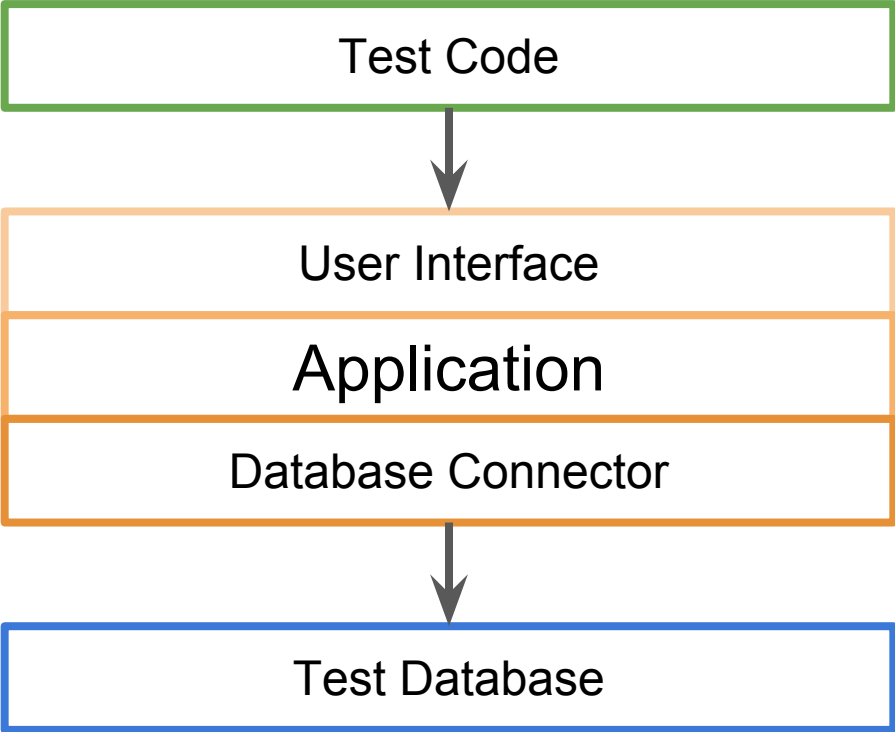 Test Code
User Interface
Application
Database Connector
Test Database